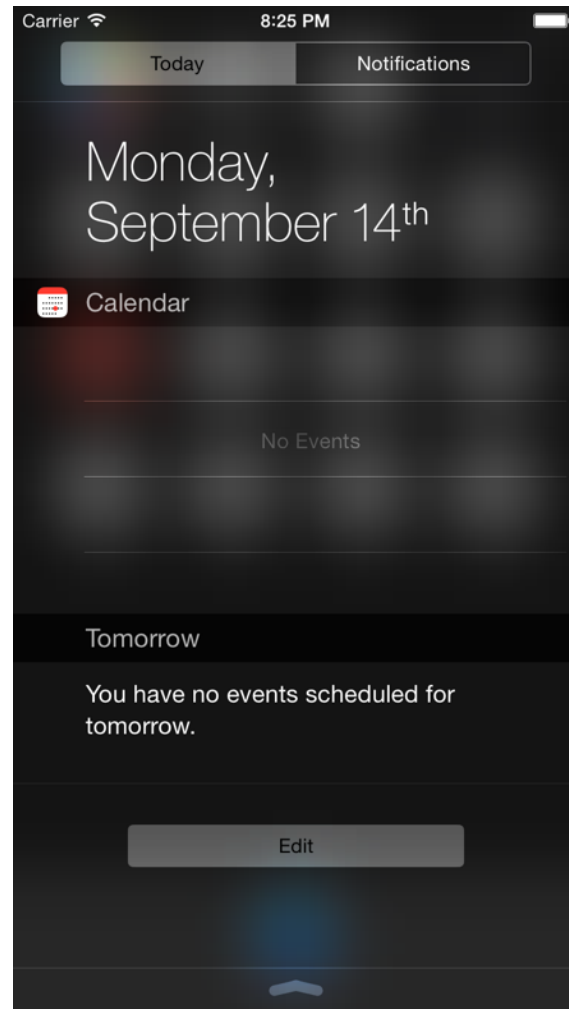 Carrier 8:25 PM
Today Notifications
Monday,
September 14th
Calendar
No Events
Tomorrow
You have no events scheduled for
tomorrow.
Edit